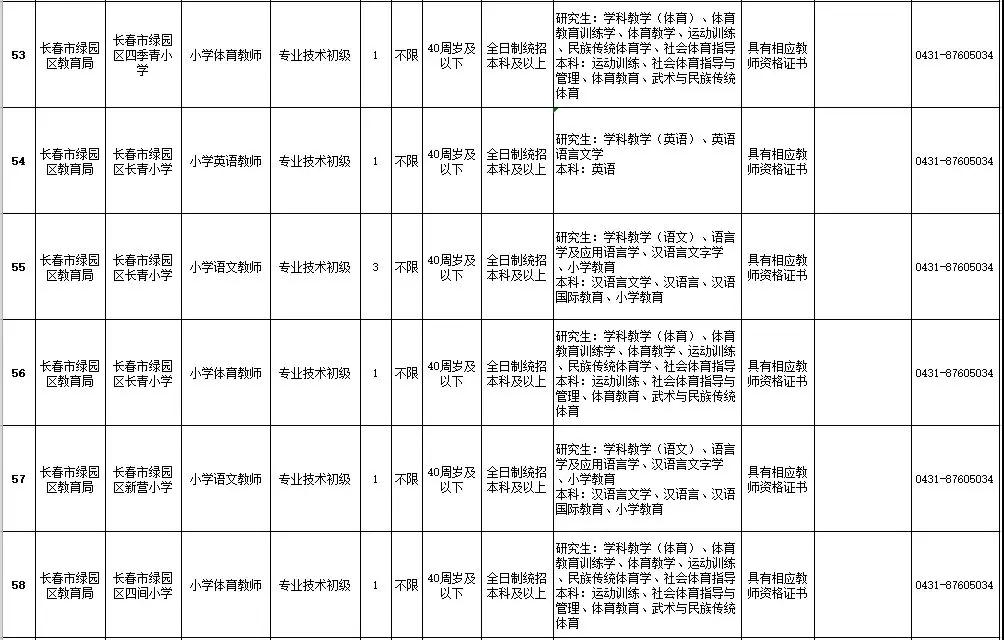 53
长春市绿园
区教育局
长春市绿园
区四季青小
学
小学体育教师
专业技术初级
1
不限
40周岁及
以下
全日制统招
本科及以上
研究生：学科教学（体育）、体育
教育训练学、体育教学、运动训练
、民族传统体育学、社会体育指导
本科：运动训练、社会体育指导与
管理、体育教育、武术与民族传统
体育
具有相应教
师资格证书
0431-87605034
54
长春市绿园
区教育局
长春市绿园
区长青小学
小学英语教师
专业技术初级
1
不限
40周岁及
以下
全日制统招
本科及以上
研究生：学科教学（英语）、英语
语言文学
本科：英语
具有相应教
师资格证书
0431-87605034
55
长春市绿园
区教育局
长春市绿园
区长青小学
小学语文教师
专业技术初级
3
不限
40周岁及
以下
全日制统招
本科及以上
研究生：学科教学（语文）、语言
学及应用语言学、汉语言文字学
、小学教育
本科：汉语言文学、汉语言、汉语
国际教育、小学教育
具有相应教
师资格证书
0431-87605034
56
长春市绿园
区教育局
长春市绿园
区长青小学
小学体育教师
专业技术初级
1
不限
40周岁及
以下
全日制统招
本科及以上
研究生：学科教学（体育）、体育
教育训练学、体育教学、运动训练
、民族传统体育学、社会体育指导
本科：运动训练、社会体育指导与
管理、体育教育、武术与民族传统
体育
具有相应教
师资格证书
0431-87605034
57
长春市绿园
区教育局
长春市绿园
区新营小学
小学语文教师
专业技术初级
1
不限
40周岁及
以下
全日制统招
本科及以上
研究生：学科教学（语文）、语言
学及应用语言学、汉语言文字学
、小学教育
本科：汉语言文学、汉语言、汉语
国际教育、小学教育
具有相应教
师资格证书
0431-87605034
58
长春市绿园
区教育局
长春市绿园
区四间小学
小学体育教师
专业技术初级
1
不限
40周岁及
以下
全日制统招
本科及以上
研究生：学科教学（体育）、体育
教育训练学、体育教学、运动训练
、民族传统体育学、社会体育指导
本科：运动训练、社会体育指导与
管理、体育教育、武术与民族传统
体育
具有相应教
师资格证书
0431-87605034